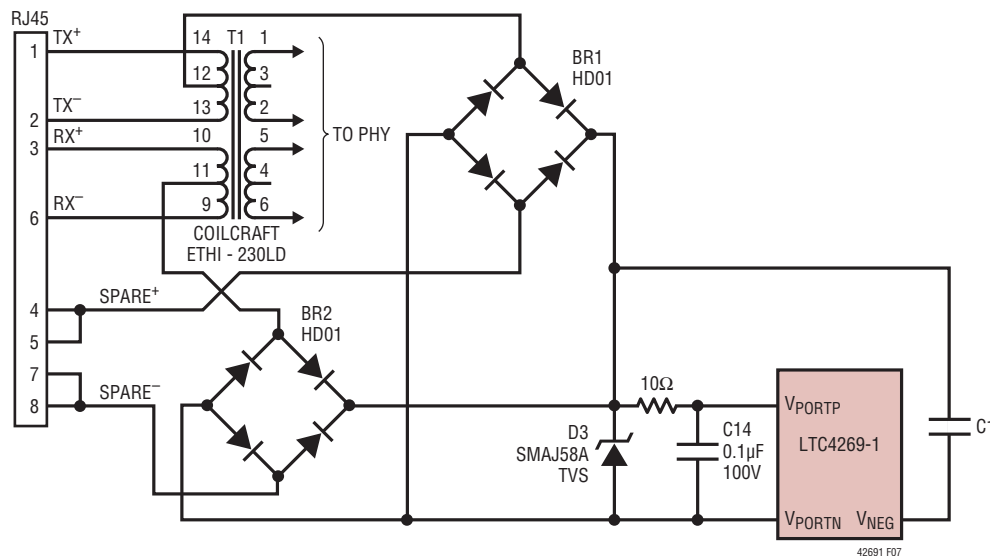 RJ45
1
TX+
2
TX−
3
RX+
6
RX−
4
SPARE+
5
7
8
SPARE−
14
T1
1
12
3
13
2
10
5
11
4
9
6
COILCRAFT
ETHI - 230LD
TO PHY
BR1
HD01
BR2
HD01
10Ω
D3
SMAJ58A
TVS
C14
0.1µF
100V
VPORTP
LTC4269-1
VPORTN
VNEG
42691 F07